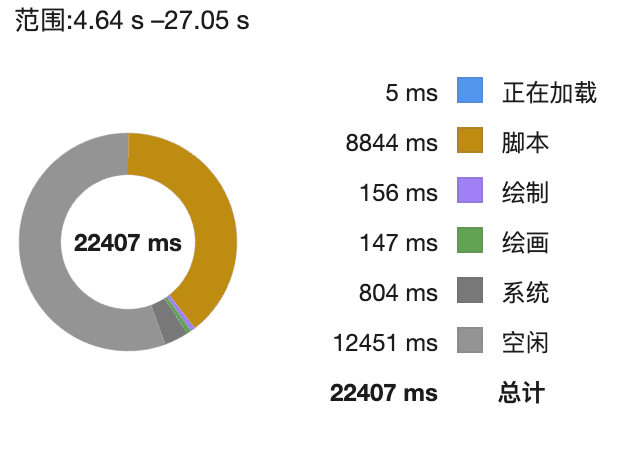 范围:4.64 s –27.05 s
5 ms 正在加载
8844 ms 脚本
156 ms 绘制
22407 ms
147 ms 绘画
804 ms 系统
12451 ms 空闲
22407 ms 总计